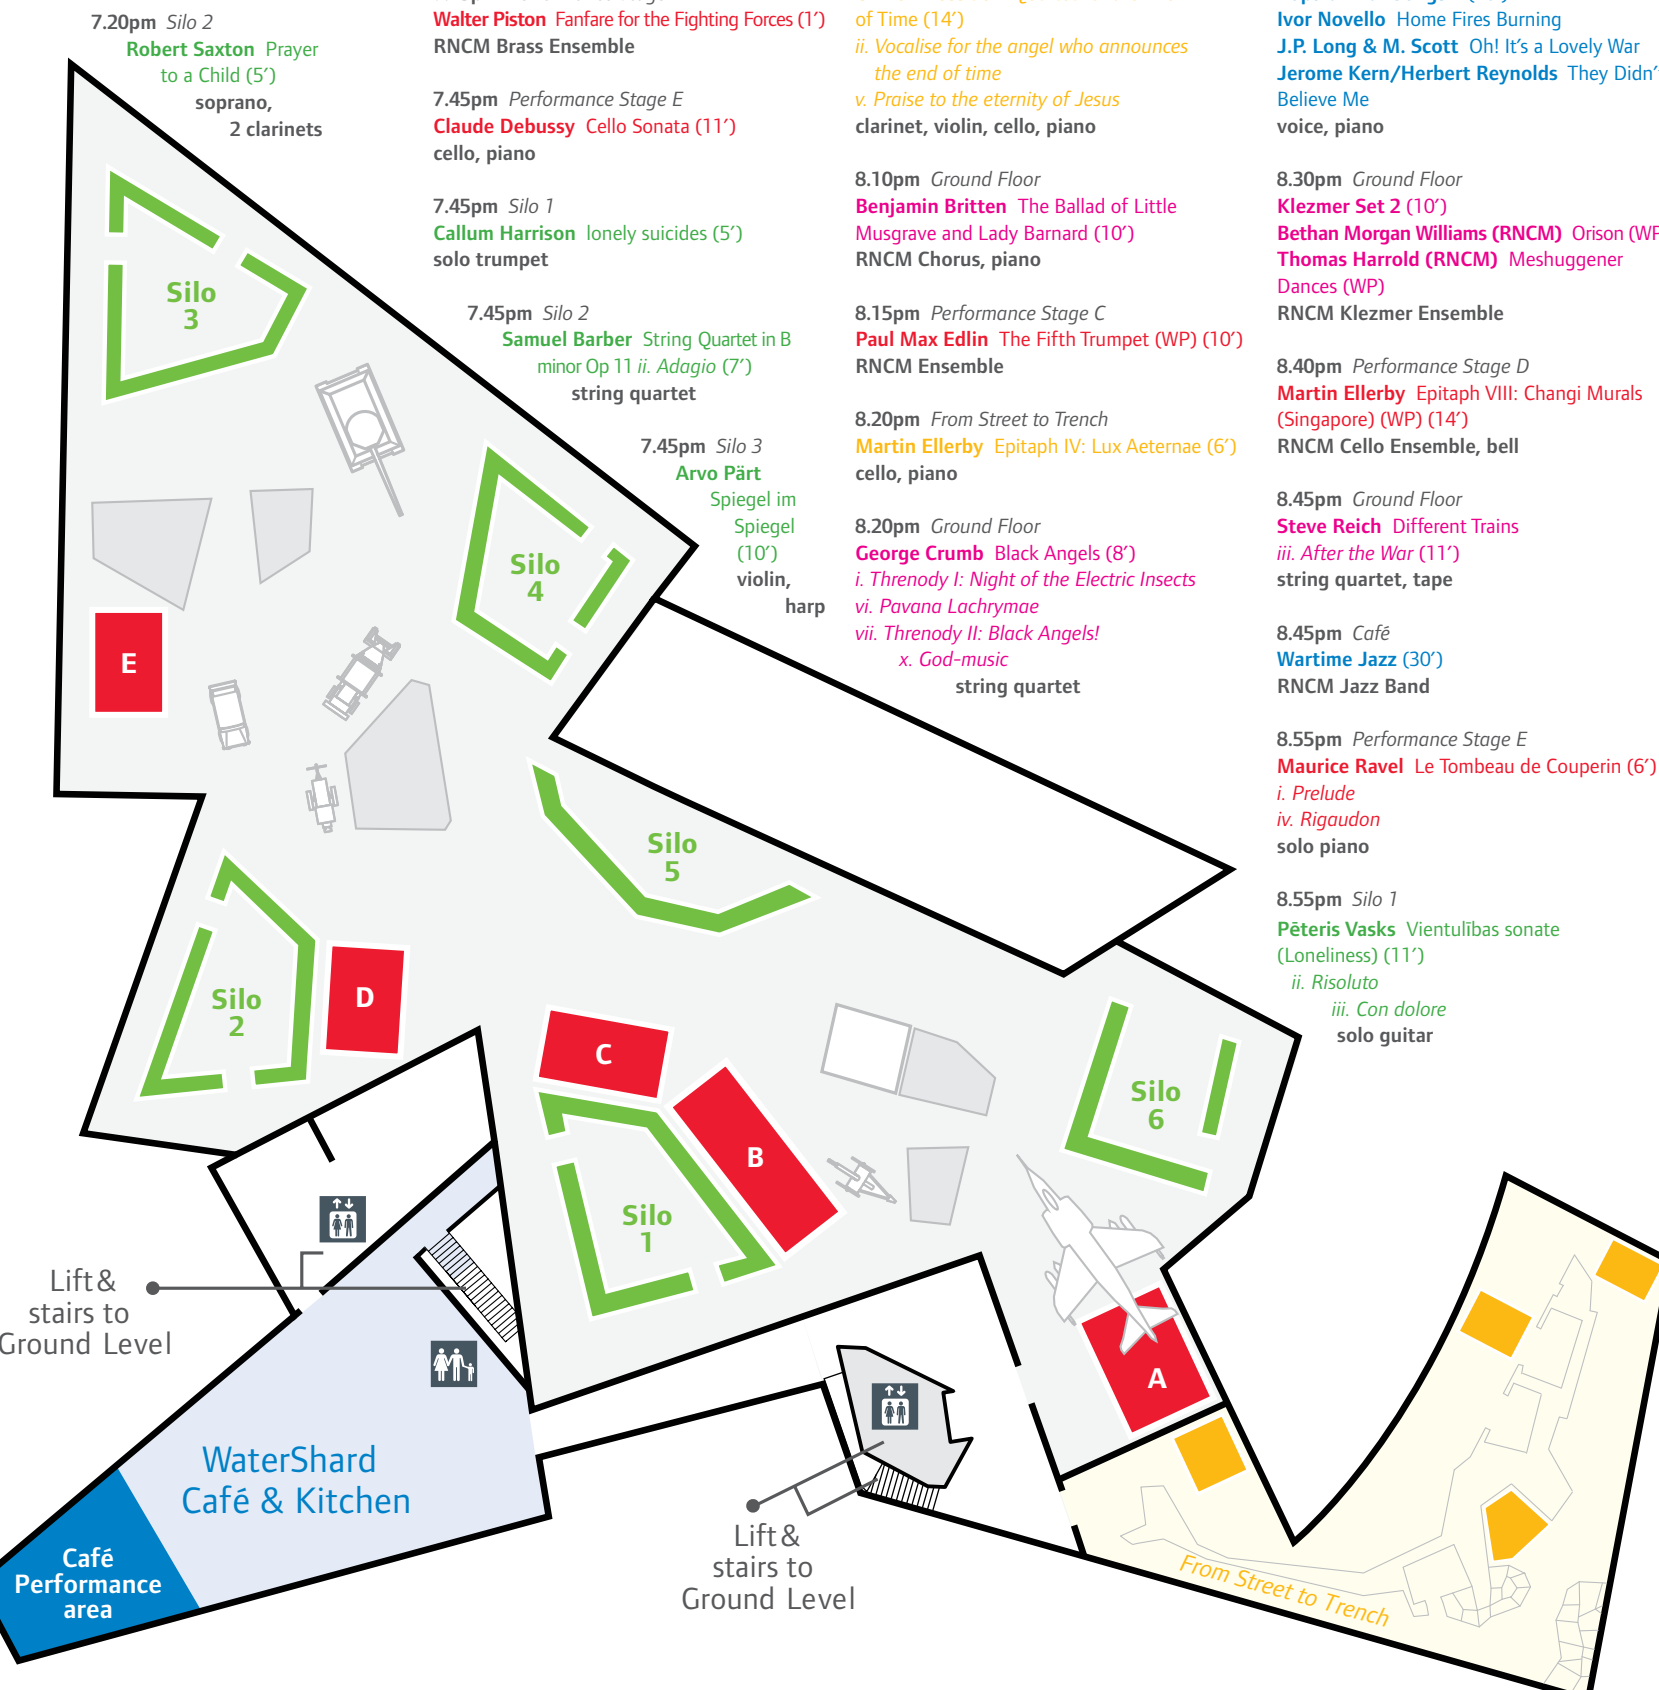 7.20pm Silo 2
Robert Saxton Prayer
to a Child (5′)
soprano,
2 clarinets
Walter Piston Fanfare for the Fighting Forces (1′)
RNCM Brass Ensemble
7.45pm Performance Stage E
Claude Debussy Cello Sonata (11′)
cello, piano
7.45pm Silo 1
Callum Harrison lonely suicides (5′)
solo trumpet
7.45pm Silo 2
Samuel Barber String Quartet in B
minor Op 11 ii. Adagio (7′)
string quartet
7.45pm Silo 3
Arvo Pärt
Spiegel im
Spiegel
(10′)
violin,
harp
of Time (14′)
ii. Vocalise for the angel who announces
the end of time
v. Praise to the eternity of Jesus
clarinet, violin, cello, piano
8.10pm Ground Floor
Benjamin Britten The Ballad of Little
Musgrave and Lady Barnard (10′)
RNCM Chorus, piano
8.15pm Performance Stage C
Paul Max Edlin The Fifth Trumpet (WP) (10′)
RNCM Ensemble
8.20pm From Street to Trench
Martin Ellerby Epitaph IV: Lux Aeternae (6′)
cello, piano
8.20pm Ground Floor
George Crumb Black Angels (8′)
i. Threnody I: Night of the Electric Insects
vi. Pavana Lachrymae
vii. Threnody II: Black Angels!
x. God-music
string quartet
Ivor Novello Home Fires Burning
J.P. Long & M. Scott Oh! It's a Lovely War
Jerome Kern/Herbert Reynolds They Didn't
Believe Me
voice, piano
8.30pm Ground Floor
Klezmer Set 2 (10′)
Bethan Morgan Williams (RNCM) Orison (WP
Thomas Harrold (RNCM) Meshuggener
Dances (WP)
RNCM Klezmer Ensemble
8.40pm Performance Stage D
Martin Ellerby Epitaph VIII: Changi Murals
(Singapore) (WP) (14′)
RNCM Cello Ensemble, bell
8.45pm Ground Floor
Steve Reich Different Trains
iii. After the War (11′)
string quartet, tape
8.45pm Café
Wartime Jazz (30′)
RNCM Jazz Band
8.55pm Performance Stage E
Maurice Ravel Le Tombeau de Couperin (6′)
i. Prelude
iv. Rigaudon
solo piano
8.55pm Silo 1
Pēteris Vasks Vientulības sonate
(Loneliness) (11′)
ii. Risoluto
iii. Con dolore
solo guitar
Silo
3
Silo
4
E
Silo
5
Silo
2
D
C
B
Silo
6
Silo
1
A
Lift &
stairs to
Ground Level
WaterShard
Café & Kitchen
Café
Performance
area
Lift &
stairs to
Ground Level
From Street to Trench